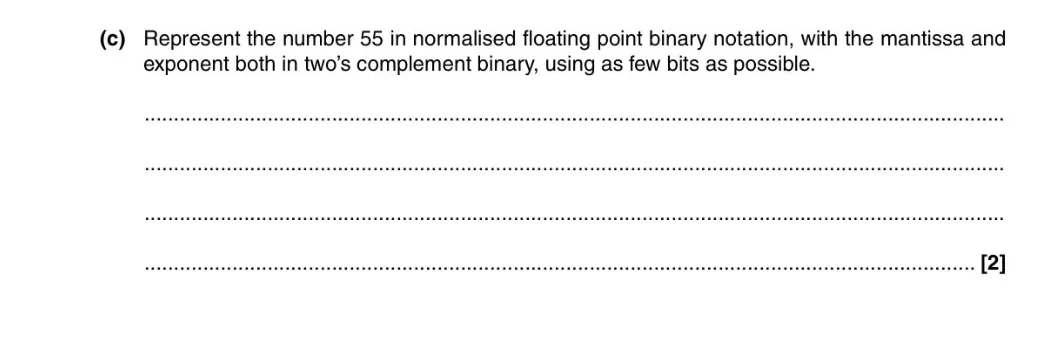 (c) Represent the number 55 in normalised floating point binary notation, with the mantissa and
exponent both in two's complement binary, using as few bits as possible.
[2]